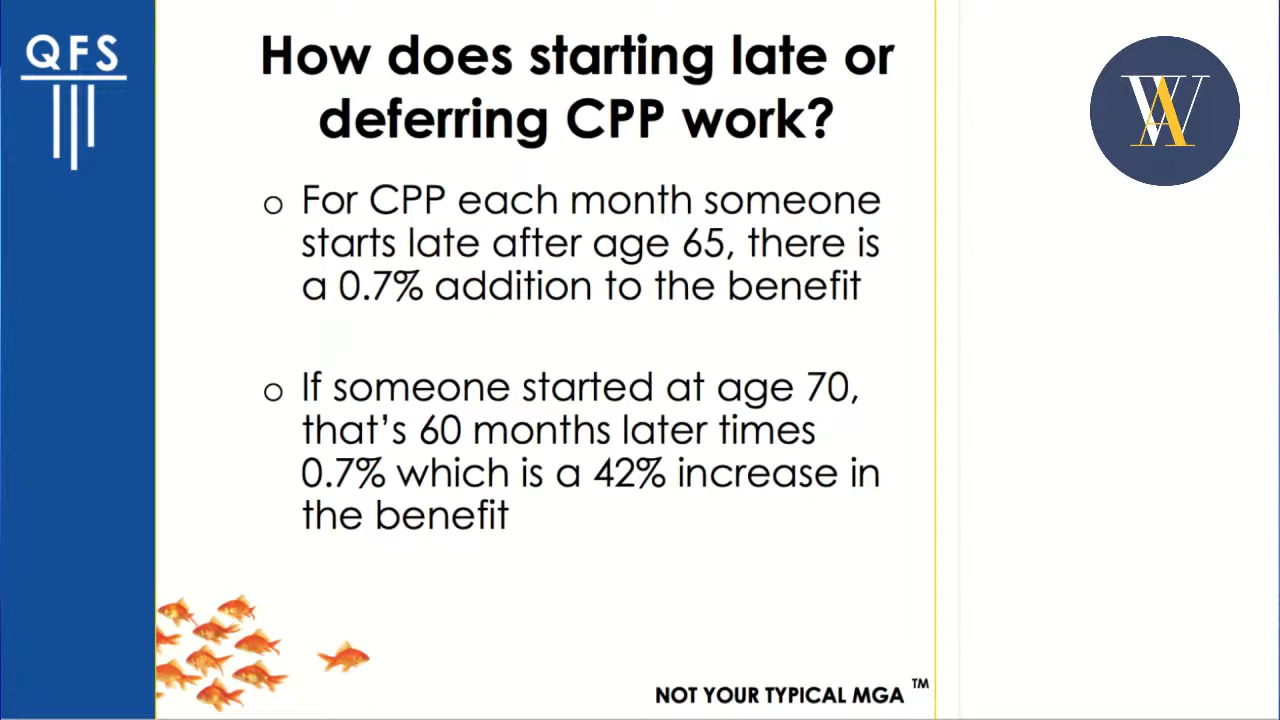 QFS
How does starting late or
deferring CPP work?
WA
o For CPP each month someone
starts late after age 65, there is
a 0.7% addition to the benefit
o If someone started at age 70,
that’s 60 months later times
0.7% which is a 42% increase in
the benefit
NOT YOUR TYPICAL MGA ™